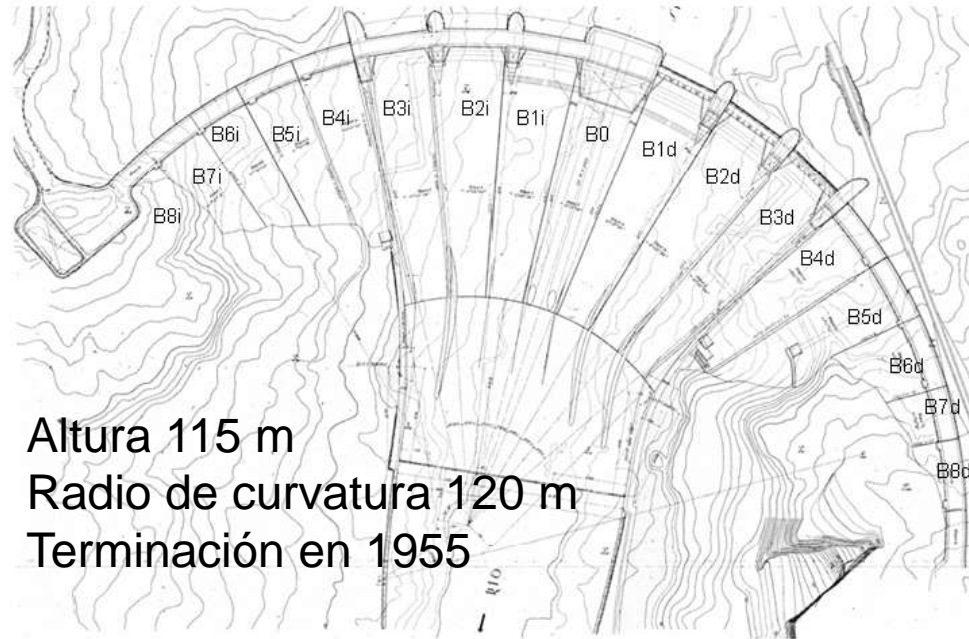 B8i
B7i
B6i
B5i
B4i
B3i
B2i
B1i
B0
B1d
B2d
B3d
B4d
B5d
B6d
B7d
B8d
Altura 115 m
Radio de curvatura 120 m
Terminación en 1955
RIO